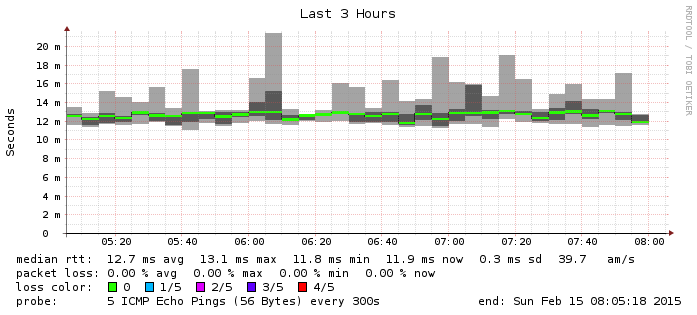 Last 3 Hours
RRDTOOL / TOBI OETIKER
Seconds
20 m
18 m
16 m
14 m
12 m
10 m
8 m
6 m
4 m
2 m
0
05:20 05:40 06:00 06:20 06:40 07:00 07:20 07:40 08:00
median rtt: 12.7 ms avg 13.1 ms max 11.8 ms min 11.9 ms now 0.3 ms sd 39.7 am/s
packet loss: 0.00 % avg 0.00 % max 0.00 % min 0.00 % now
loss color: 0 1/5 2/5 3/5 4/5
probe: 5 ICMP Echo Pings (56 Bytes) every 300s end: Sun Feb 15 08:05:18 2015